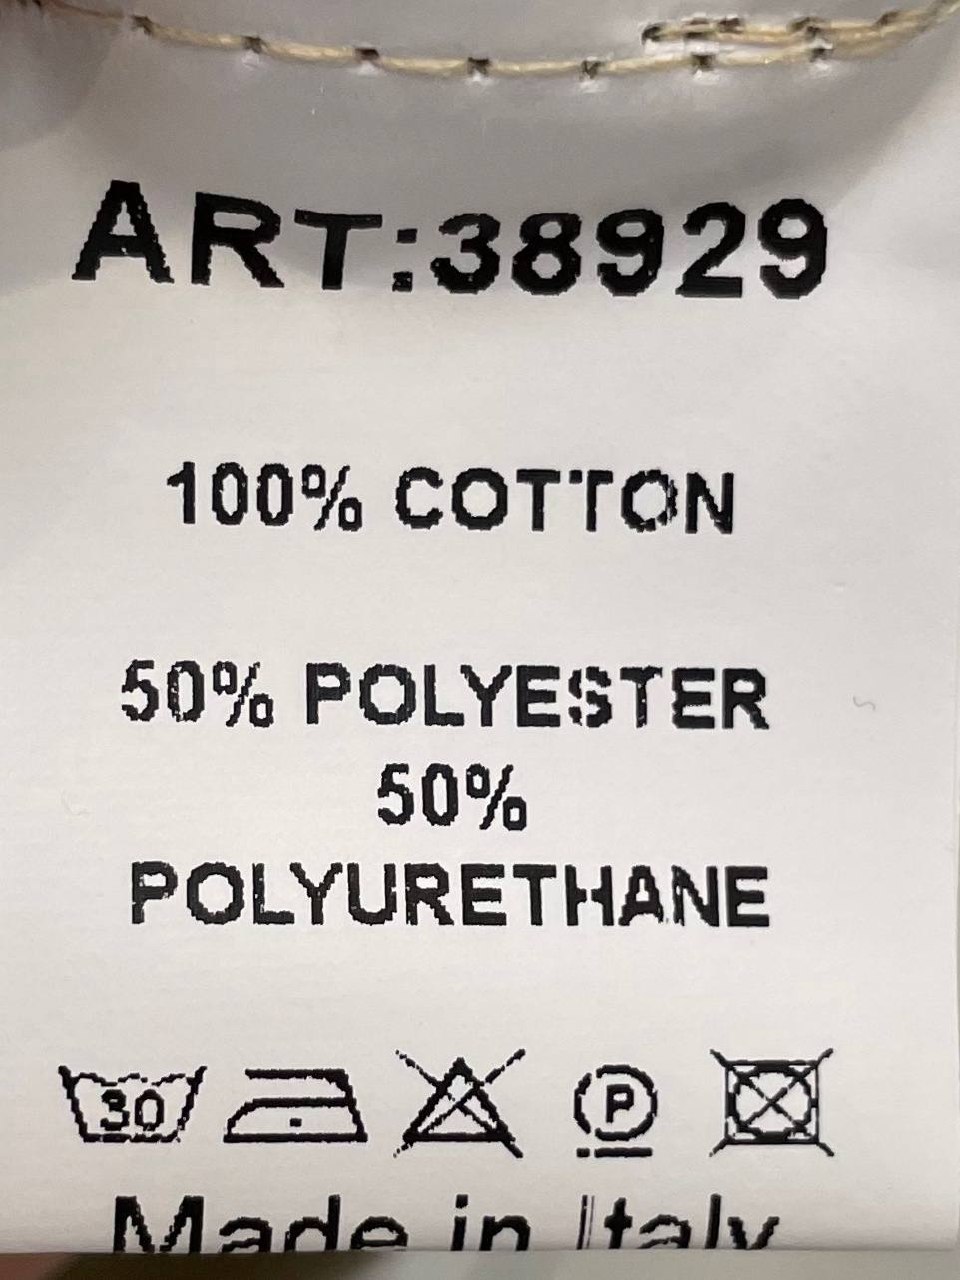 ART:38929
100% COTTON
50% POLYESTER
50%
POLYURETHANE
30 P
Made in Italy